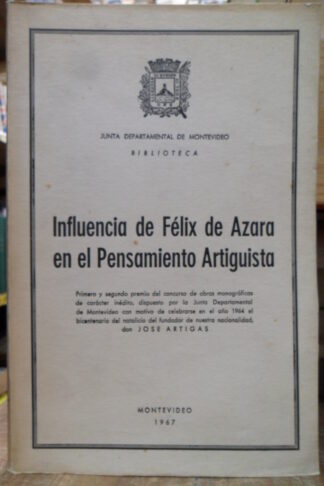 JUNTA DEPARTAMENTAL DE MONTEVIDEO
BIBLIOTECA
Influencia de Félix de Azara
en el Pensamiento Artiguista
Primero y segundo premio del concurso de obras monográficas
de carácter inédito, dispuesto por la Junta Departamental
de Montevideo con motivo de celebrarse en el año 1964 el
bicentenario del natalicio del fundador de nuestra nacionalidad,
don JOSE ARTIGAS
MONTEVIDEO
1967